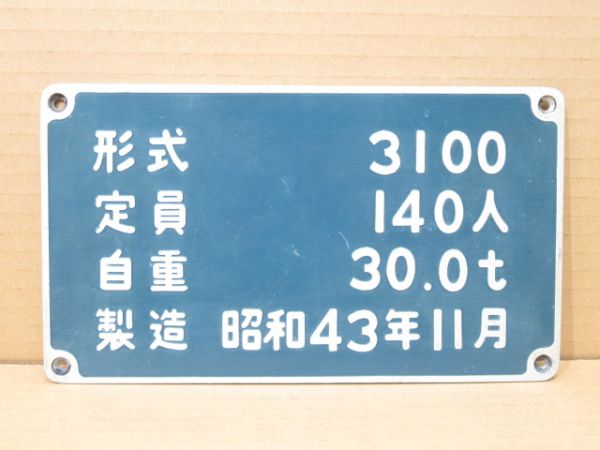 形式 3100
定員 140人
自重 30.0t
製造 昭和43年11月